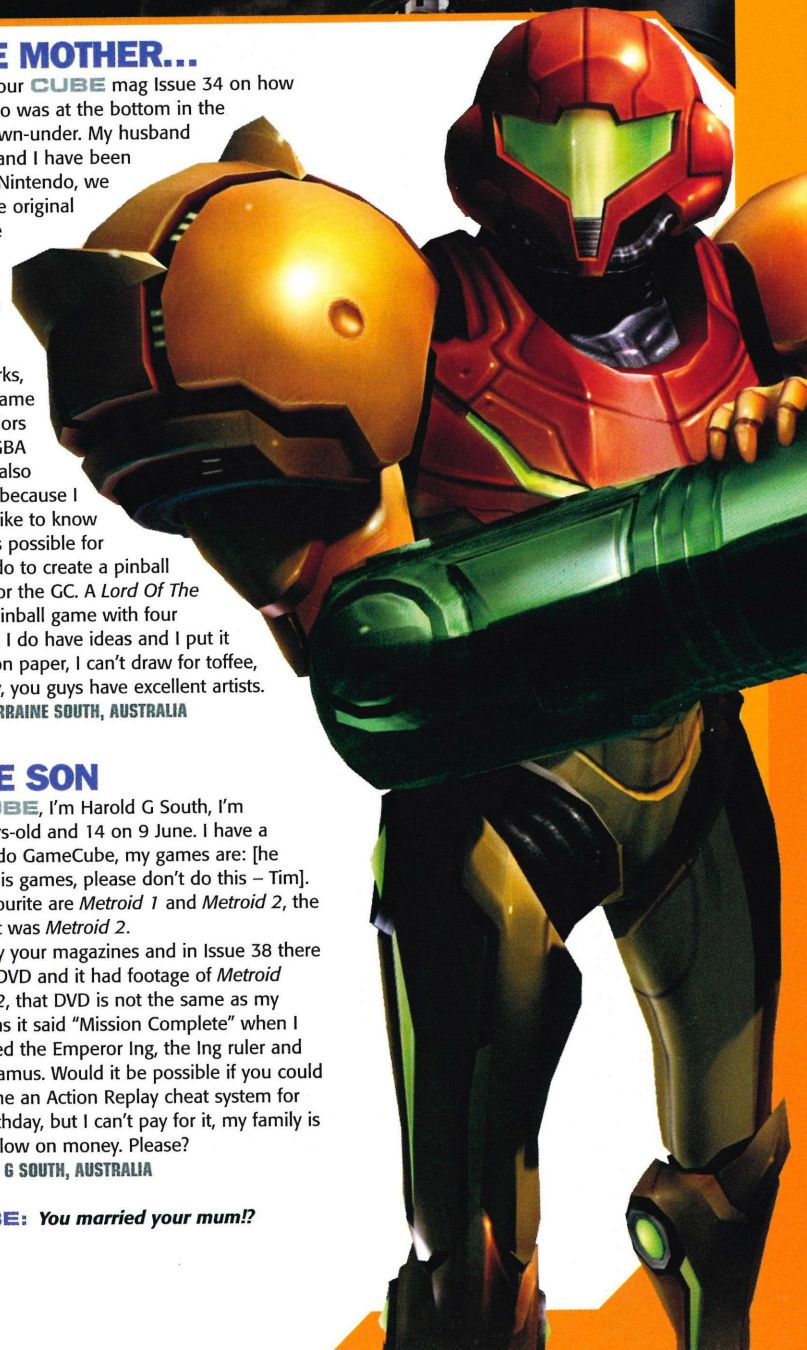 E MOTHER...
our CUBE mag Issue 34 on how
o was at the bottom in the
wn-under. My husband
and I have been
Nintendo, we
e original
e
rks,
ame
ors
GBA
also
because I
ike to know
s possible for
do to create a pinball
or the GC. A Lord Of The
inball game with four
I do have ideas and I put it
on paper, I can't draw for toffee,
, you guys have excellent artists.
RRAINE SOUTH, AUSTRALIA
E SON
UBE, I'm Harold G South, I'm
rs-old and 14 on 9 June. I have a
do GameCube, my games are: [he
is games, please don't do this – Tim].
ourite are Metroid 1 and Metroid 2, the
t was Metroid 2.
y your magazines and in Issue 38 there
DVD and it had footage of Metroid
2, that DVD is not the same as my
as it said "Mission Complete" when I
ed the Emperor Ing, the Ing ruler and
amus. Would it be possible if you could
me an Action Replay cheat system for
thday, but I can't pay for it, my family is
low on money. Please?
G SOUTH, AUSTRALIA
BE: You married your mum!?